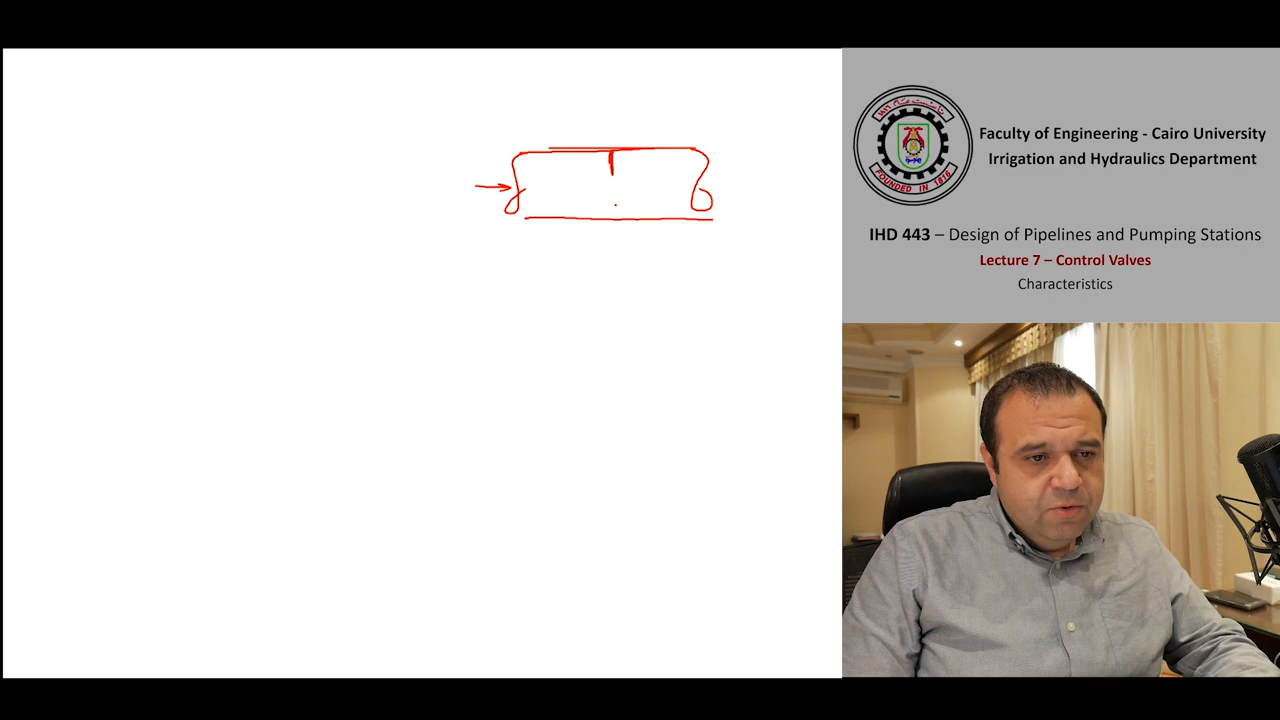 Faculty of Engineering - Cairo University
Irrigation and Hydraulics Department
FOUNDED IN 1816
IHD 443 – Design of Pipelines and Pumping Stations
Lecture 7 – Control Valves
Characteristics